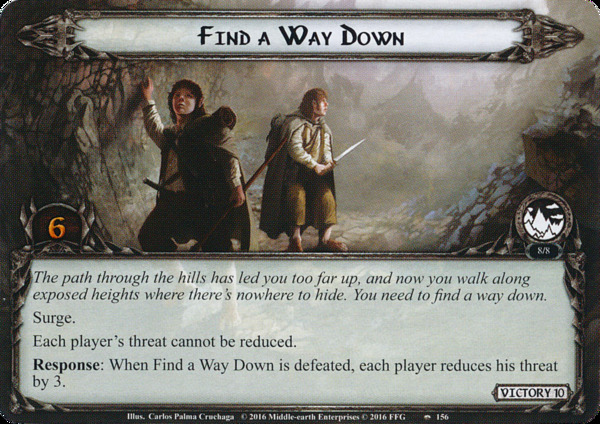 FIND A WAY DOWN
6
8/8
The path through the hills has led you too far up, and now you walk along
exposed heights where there's nowhere to hide. You need to find a way down.
Surge.
Each player's threat cannot be reduced.
Response: When Find a Way Down is defeated, each player reduces his threat
by 3.
VICTORY 10
Illus. Carlos Palma Cruchaga © 2016 Middle-earth Enterprises © 2016 FFG 156